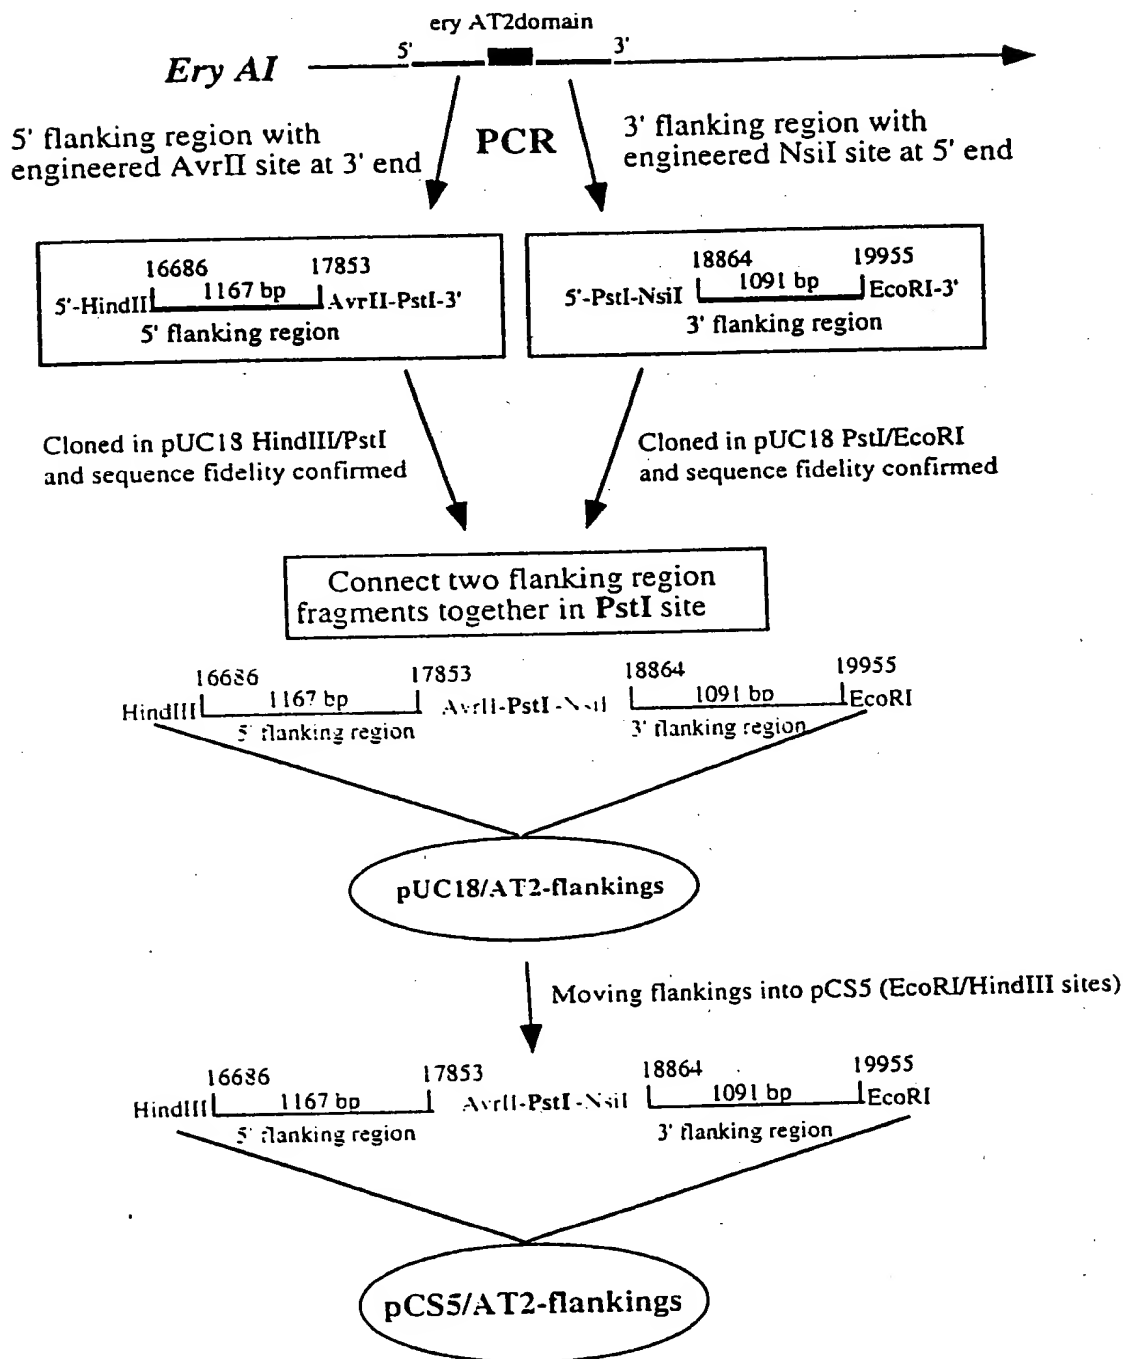 ery AT2domain
5' 3'
Ery AI
5' flanking region with
engineered AvrII site at 3' end
PCR
3' flanking region with
engineered NsiI site at 5' end
16686 17853
5'-HindII 1167 bp AvrII-PstI-3'
5' flanking region
18864 19955
5'-PstI-NsiI 1091 bp EcoRI-3'
3' flanking region
Cloned in pUC18 HindIII/PstI
and sequence fidelity confirmed
Cloned in pUC18 PstI/EcoRI
and sequence fidelity confirmed
Connect two flanking region
fragments together in PstI site
16686 17853 18864 19955
HindIII 1167 bp AvrII-PstI-NsiI 1091 bp EcoRI
5' flanking region 3' flanking region
pUC18/AT2-flankings
Moving flankings into pCS5 (EcoRI/HindIII sites)
16686 17853 18864 19955
HindIII 1167 bp AvrII-PstI-NsiI 1091 bp EcoRI
5' flanking region 3' flanking region
pCS5/AT2-flankings